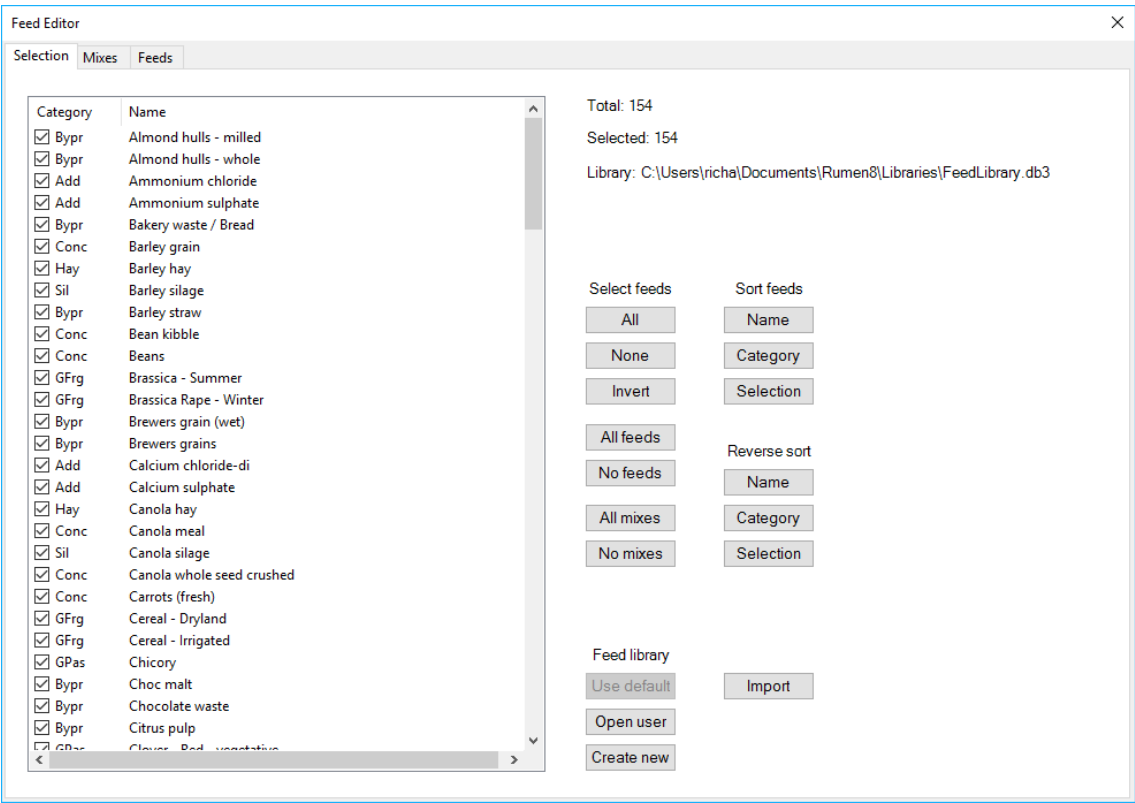 Feed Editor
Selection Mixes Feeds
Category Name
Bypr Almond hulls - milled
Bypr Almond hulls - whole
Add Ammonium chloride
Add Ammonium sulphate
Bypr Bakery waste / Bread
Conc Barley grain
Hay Barley hay
Sil Barley silage
Bypr Barley straw
Conc Bean kibble
Conc Beans
GFrg Brassica - Summer
GFrg Brassica Rape - Winter
Bypr Brewers grain (wet)
Bypr Brewers grains
Add Calcium chloride-di
Add Calcium sulphate
Hay Canola hay
Conc Canola meal
Sil Canola silage
Conc Canola whole seed crushed
Conc Carrots (fresh)
GFrg Cereal - Dryland
GFrg Cereal - Irrigated
GPas Chicory
Bypr Choc malt
Bypr Chocolate waste
Bypr Citrus pulp
GPas Clover - Red - vegetative
Total: 154
Selected: 154
Library: C:\Users\richa\Documents\Rumen8\Libraries\FeedLibrary.db3
Select feeds
All
None
Invert
All feeds
No feeds
All mixes
No mixes
Sort feeds
Name
Category
Selection
Reverse sort
Name
Category
Selection
Feed library
Use default
Open user
Create new
Import